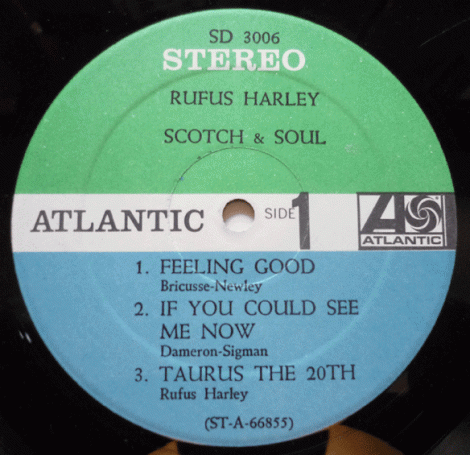 SD 3006
STEREO
RUFUS HARLEY
SCOTCH & SOUL
ATLANTIC SIDE 1
ATLANTIC
1. FEELING GOOD
Bricusse-Newley
2. IF YOU COULD SEE
ME NOW
Dameron-Sigman
3. TAURUS THE 20TH
Rufus Harley
(ST-A-66855)